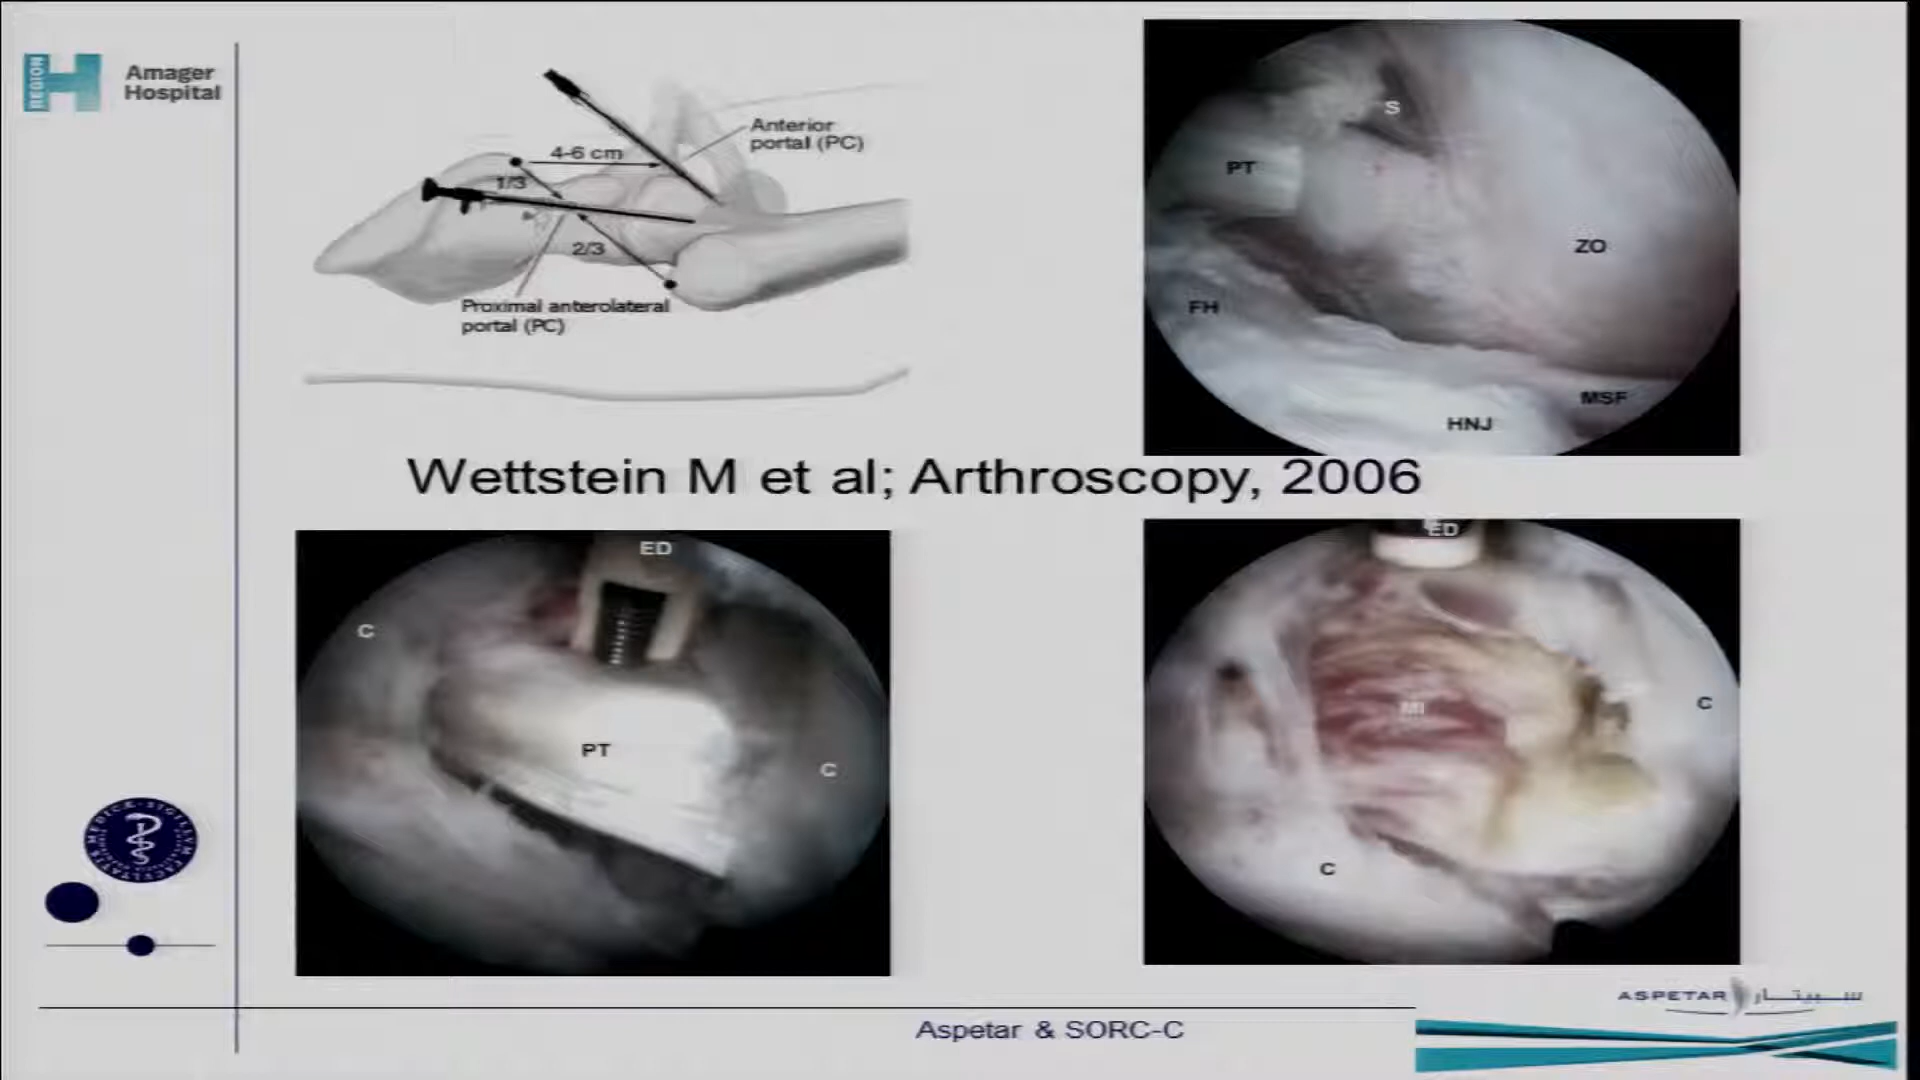 REGION
Amager
Hospital
Anterior
portal (PC)
4-6 cm
1/3
2/3
Proximal anterolateral
portal (PC)
S
PT
ZO
FH
MSF
HNJ
Wettstein M et al; Arthroscopy, 2006
ED
C
PT
C
ED
MI
C
C
ASPETAR سبيتار
Aspetar & SORC-C